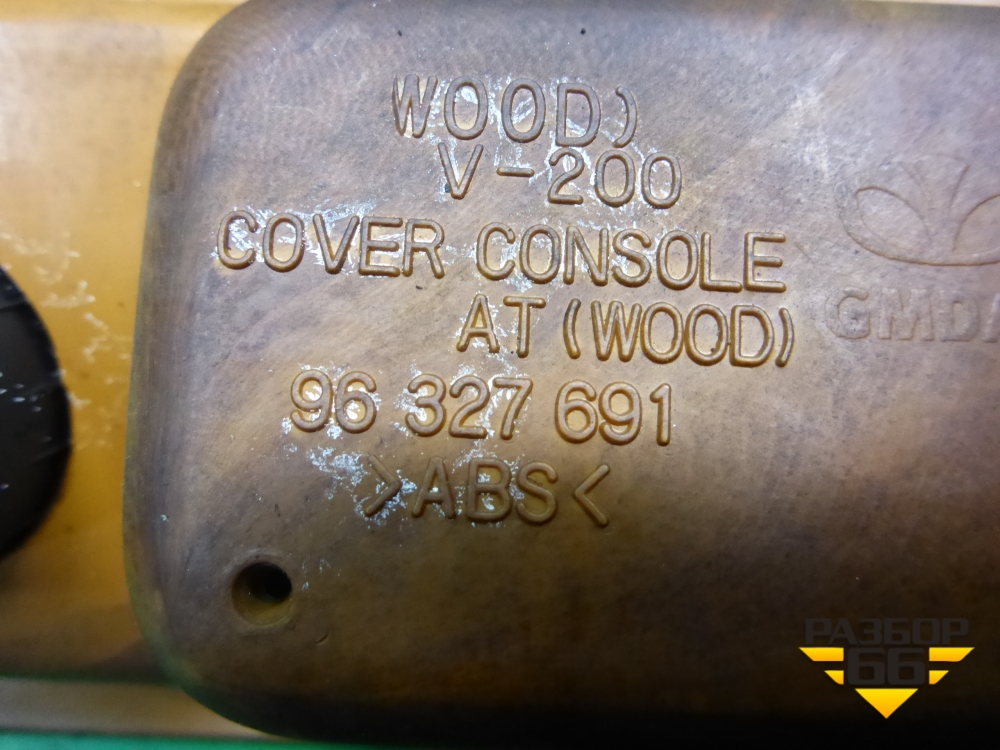 WOOD)
V-200
COVER CONSOLE
AT (WOOD)
96 327 691
>ABS<
GMDA
РАЗБОР
66